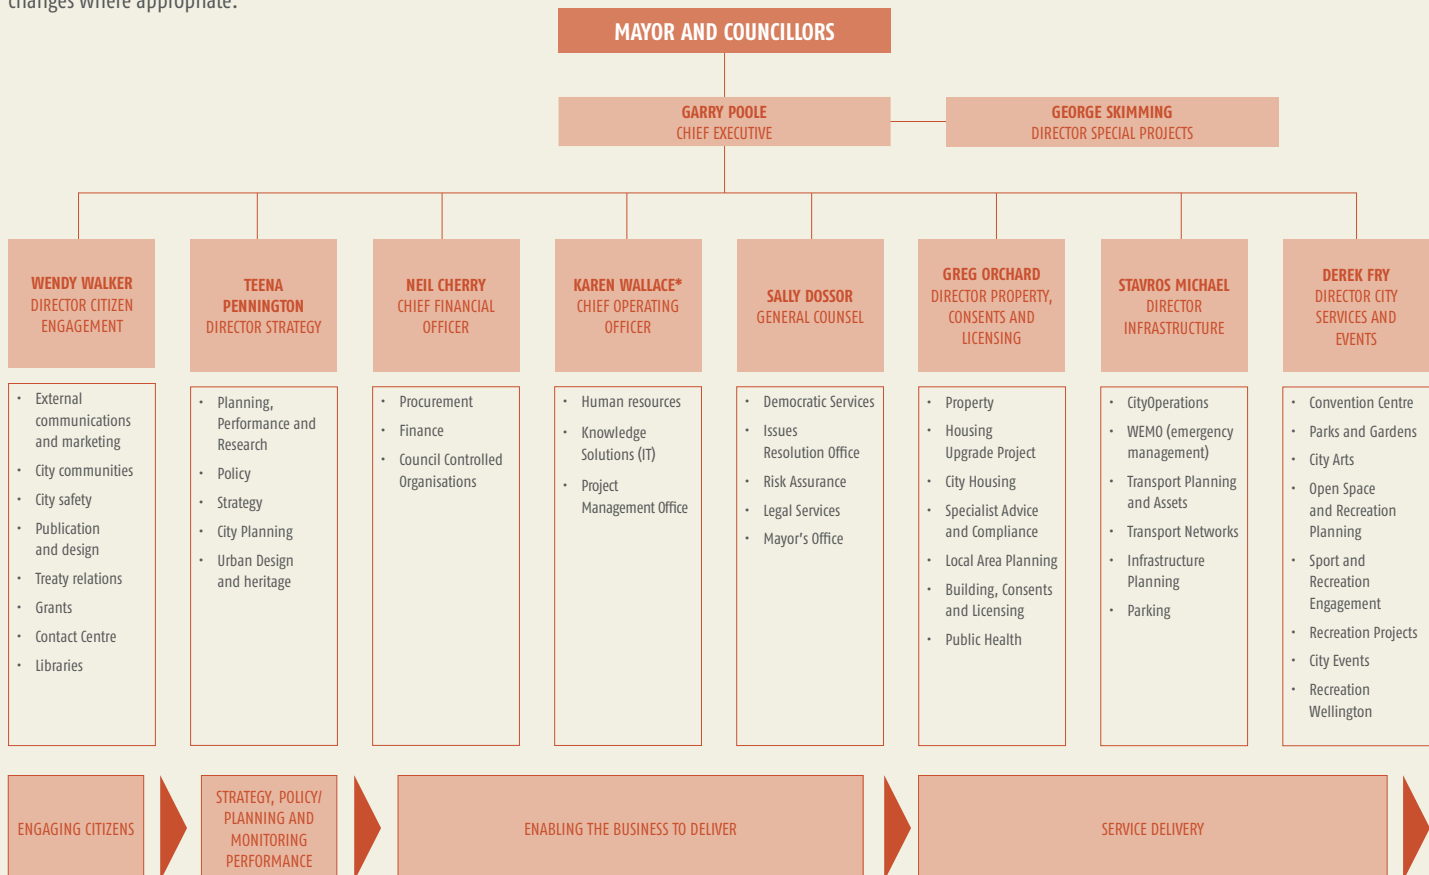 changes where appropriate.
MAYOR AND COUNCILLORS
GARRY POOLE
CHIEF EXECUTIVE
GEORGE SKIMMING
DIRECTOR SPECIAL PROJECTS
WENDY WALKER
DIRECTOR CITIZEN
ENGAGEMENT
TEENA
PENNINGTON
DIRECTOR STRATEGY
NEIL CHERRY
CHIEF FINANCIAL
OFFICER
KAREN WALLACE*
CHIEF OPERATING
OFFICER
SALLY DOSSOR
GENERAL COUNSEL
GREG ORCHARD
DIRECTOR PROPERTY,
CONSENTS AND
LICENSING
STAVROS MICHAEL
DIRECTOR
INFRASTRUCTURE
DEREK FRY
DIRECTOR CITY
SERVICES AND
EVENTS
• External
communications
and marketing
• City communities
• City safety
• Publication
and design
• Treaty relations
• Grants
• Contact Centre
• Libraries
• Planning,
Performance and
Research
• Policy
• Strategy
• City Planning
• Urban Design
and heritage
• Procurement
• Finance
• Council Controlled
Organisations
• Human resources
• Knowledge
Solutions (IT)
• Project
Management Office
• Democratic Services
• Issues
Resolution Office
• Risk Assurance
• Legal Services
• Mayor's Office
• Property
• Housing
Upgrade Project
• City Housing
• Specialist Advice
and Compliance
• Local Area Planning
• Building, Consents
and Licensing
• Public Health
• CityOperations
• WEMO (emergency
management)
• Transport Planning
and Assets
• Transport Networks
• Infrastructure
Planning
• Parking
• Convention Centre
• Parks and Gardens
• City Arts
• Open Space
and Recreation
Planning
• Sport and
Recreation
Engagement
• Recreation Projects
• City Events
• Recreation
Wellington
ENGAGING CITIZENS
STRATEGY, POLICY/
PLANNING AND
MONITORING
PERFORMANCE
ENABLING THE BUSINESS TO DELIVER
SERVICE DELIVERY